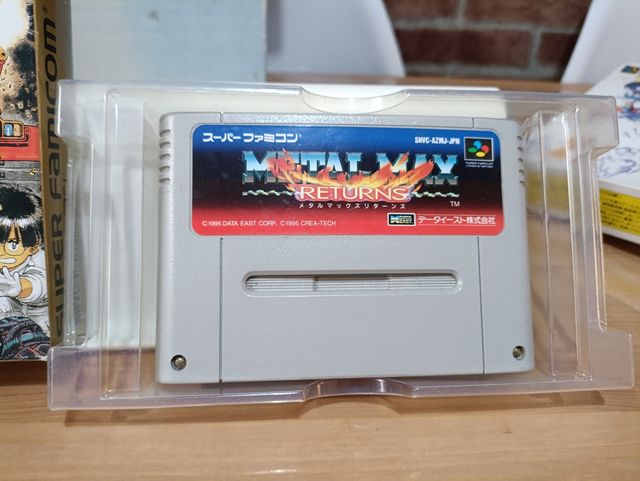 スーパーファミコン
SHVC-AZMJ-JPN
METAL MAX
RETURNS
メタルマックスリターンズ
TM
©1995 DATA EAST CORP. ©1995 CREA-TECH
データイースト株式会社
SUPER FAMICOM